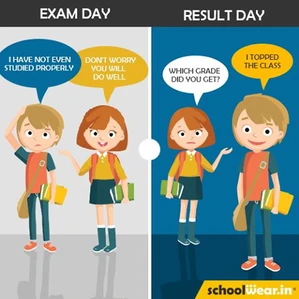 EXAM DAY
RESULT DAY
I HAVE NOT EVEN
STUDIED PROPERLY
DON'T WORRY
YOU WILL
DO WELL
WHICH GRADE
DID YOU GET?
I TOPPED
THE CLASS
schoolwear.in